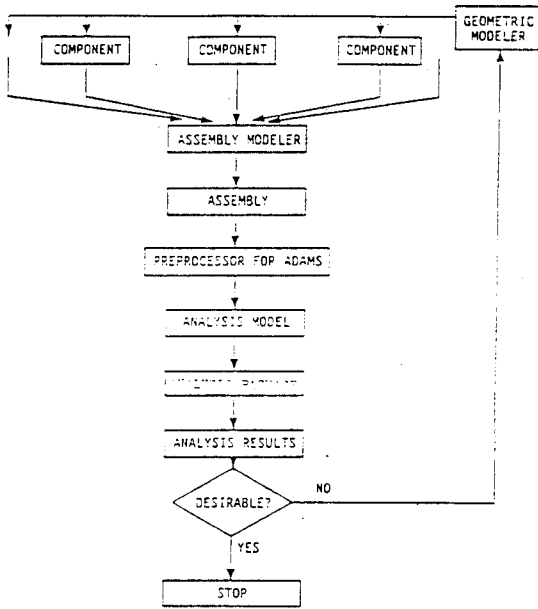 GEOMETRIC
MODELER
COMPONENT
COMPONENT
COMPONENT
ASSEMBLY MODELER
ASSEMBLY
PREPROCESSOR FOR ADAMS
ANALYSIS MODEL
ANALYSIS RESULTS
DESIRABLE?
NO
YES
STOP